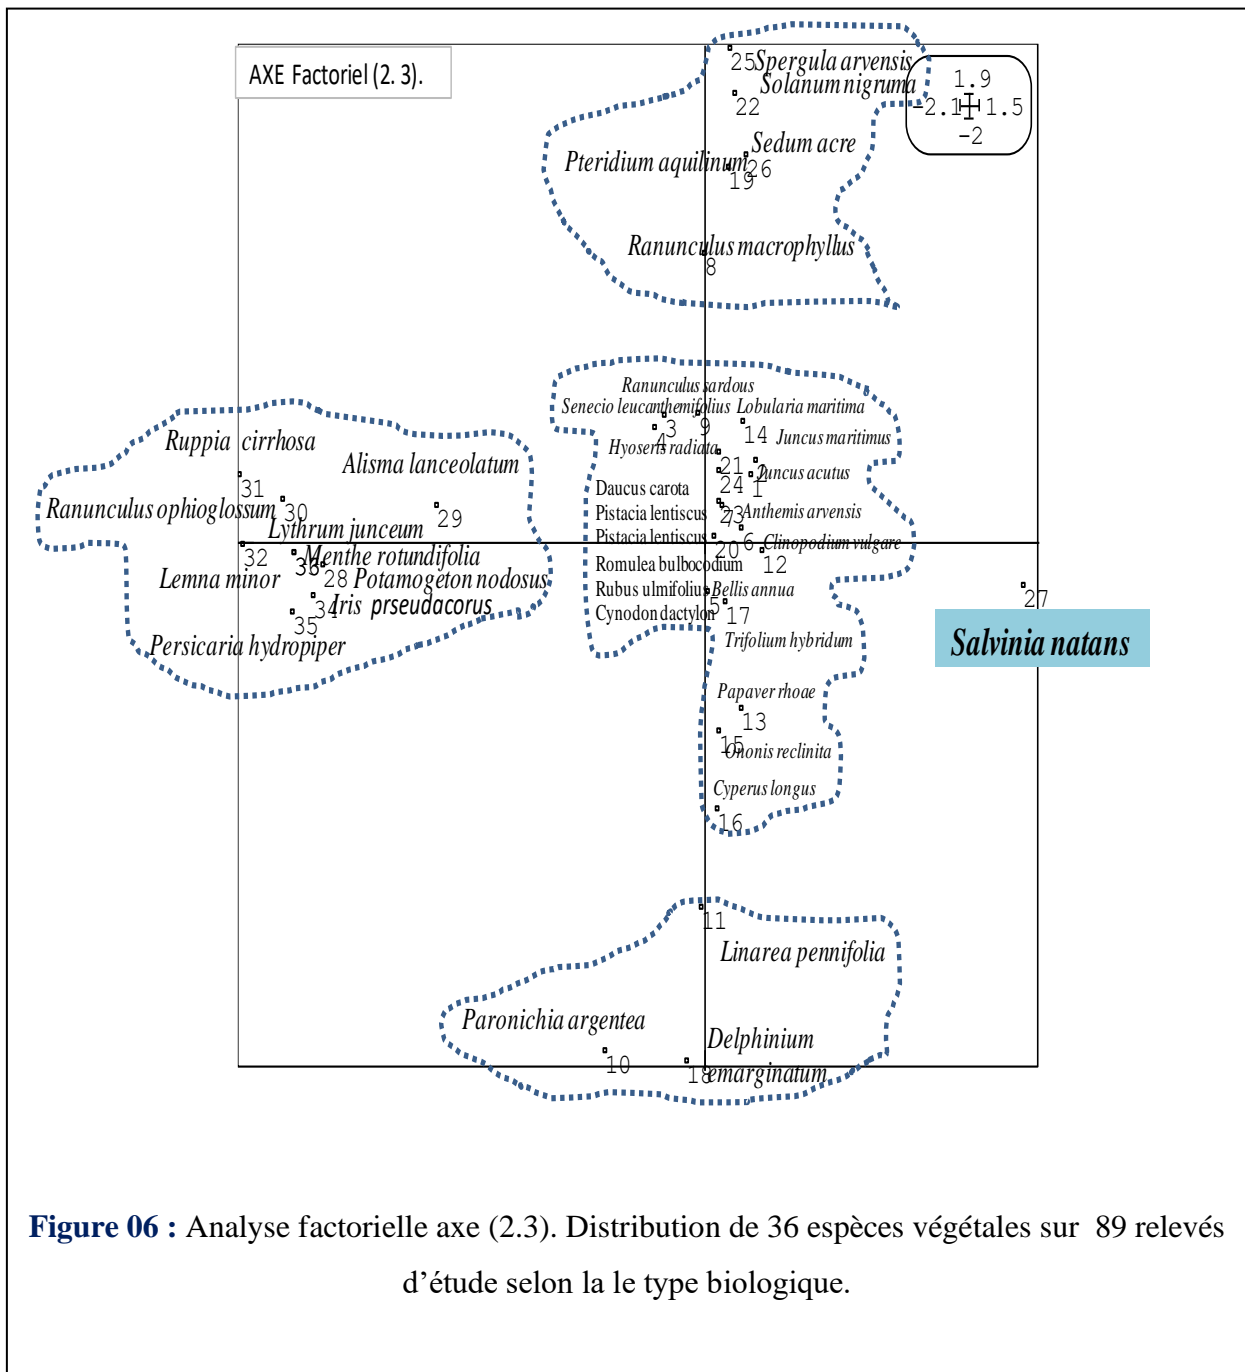 AXE Factoriel (2. 3).
25 Spergula arvensis
Solanum nigruma
22
1.9
-2.1 1.5
-2
Sedum acre
Pteridium aquilinum
26
19
Ranunculus macrophyllus
8
Ranunculus sardous
Senecio leucanthemifolius Lobularia maritima
3 9
4 14
Juncus maritimus
Hyoseris radiata
21 2
Juncus acutus
24 1
Daucus carota
Pistacia lentiscus 23 Anthemis arvensis
7
Pistacia lentiscus 6 Clinopodium vulgare
20 12
Romulea bulbocodium
Rubus ulmifolius Bellis annua
5 17
Cynodon dactylon
Trifolium hybridum
Papaver rhoae
13
15
Ononis reclinita
Cyperus longus
16
Ruppia cirrhosa
Alisma lanceolatum
31
Ranunculus ophioglossum 30
29
Lythrum junceum
32 Menthe rotundifolia
Lemna minor 28 Potamogeton nodosus
34 Iris prseudacorus
35
Persicaria hydropiper
27
Salvinia natans
11
Linarea pennifolia
Paronichia argentea
10
Delphinium
18 emarginatum
Figure 06 : Analyse factorielle axe (2.3). Distribution de 36 espèces végétales sur 89 relevés
d’étude selon la le type biologique.